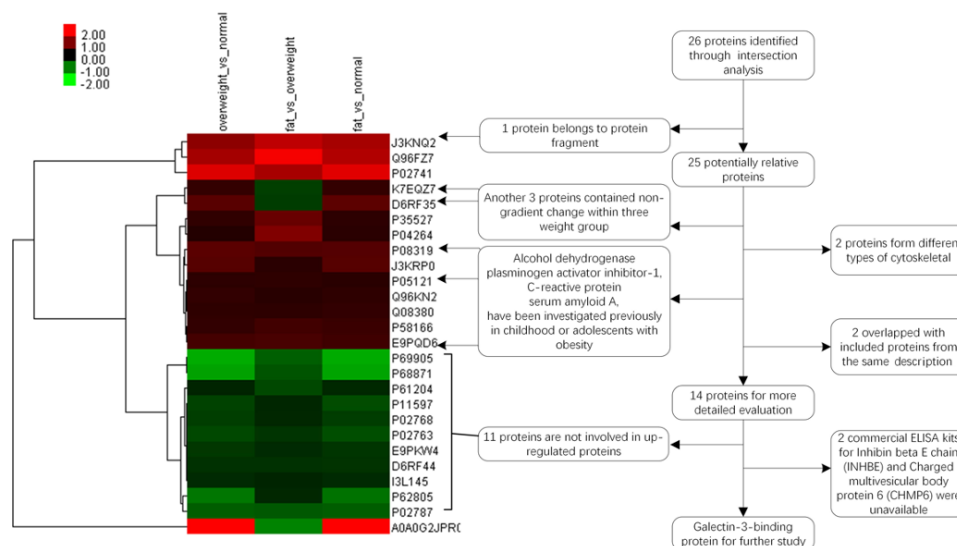 2.00
1.00
0.00
-1.00
-2.00
overweight_vs_normal
fat_vs_overweight
fat_vs_normal
J3KNQ2
Q96FZ7
P02741
K7EQZ7
D6RF35
P35527
P04264
P08319
J3KRP0
P05121
Q96KN2
Q08380
P58166
E9PQD6
P69905
P68871
P61204
P11597
P02768
P02763
E9PKW4
D6RF44
I3L145
P62805
P02787
A0A0G2JPR(
26 proteins identified
through intersection
analysis
1 protein belongs to protein
fragment
25 potentially relative
proteins
Another 3 proteins contained non-
gradient change within three
weight group
2 proteins form different
types of cytoskeletal
Alcohol dehydrogenase
plasminogen activator inhibitor-1,
C-reactive protein
serum amyloid A,
have been investigated previously
in childhood or adolescents with
obesity
2 overlapped with
included proteins from
the same description
14 proteins for more
detailed evaluation
11 proteins are not involved in up-
regulated proteins
2 commercial ELISA kits
for Inhibin beta E chain
(INHBE) and Charged
multivesicular body
protein 6 (CHMP6) were
unavailable
Galectin-3-binding
protein for further study